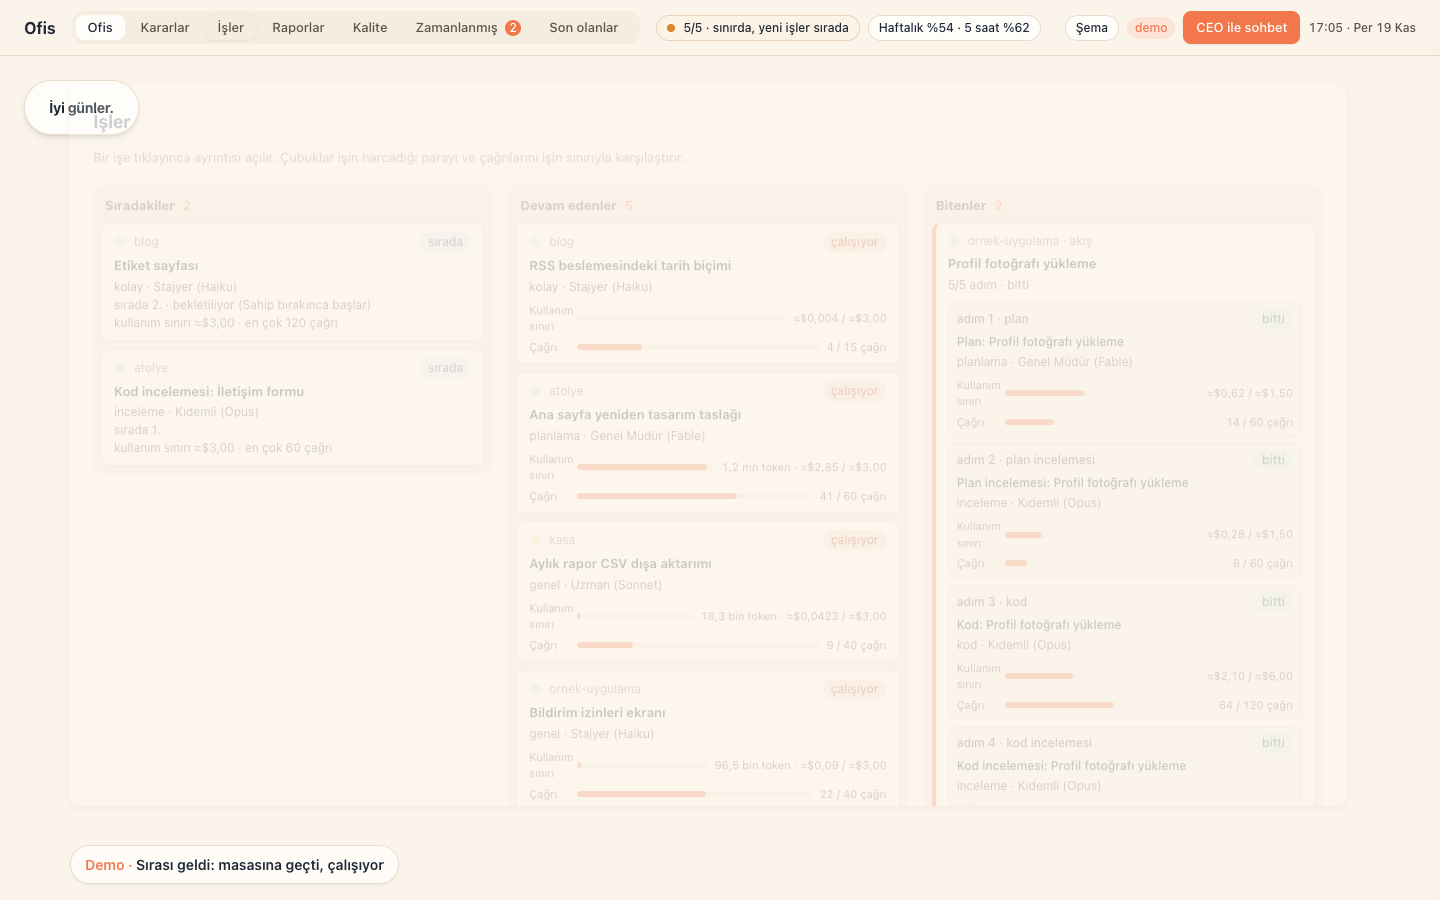 Ofis
Ofis
Kararlar
İşler
Raporlar
Kalite
Zamanlanmış 2
Son olanlar
5/5 · sınırda, yeni işler sırada
Haftalık %54 · 5 saat %62
Şema
demo
CEO ile sohbet
17:05 · Per 19 Kas
İyi günler.
İşler
Bir işe tıklayınca ayrıntısı açılır. Çubuklar işin harcadığı parayı ve çağrılarını işin sınırıyla karşılaştırır.
Sıradakiler 2
blog
sırada
Etiket sayfası
kolay · Stajyer (Haiku)
sırada 2. · bekletiliyor (Sahip bırakınca başlar)
kullanım sınırı ≈$3,00 · en çok 120 çağrı
atolye
sırada
Kod incelemesi: İletişim formu
inceleme · Kıdemli (Opus)
sırada 1.
kullanım sınırı ≈$3,00 · en çok 60 çağrı
Devam edenler 5
blog
çalışıyor
RSS beslemesindeki tarih biçimi
kolay · Stajyer (Haiku)
Kullanım
sınırı
≈$0,004 / ≈$3,00
Çağrı
4 / 15 çağrı
atolye
çalışıyor
Ana sayfa yeniden tasarım taslağı
planlama · Genel Müdür (Fable)
Kullanım
sınırı
1,2 mn token · ≈$2,85 / ≈$3,00
Çağrı
41 / 60 çağrı
kasa
çalışıyor
Aylık rapor CSV dışa aktarımı
genel · Uzman (Sonnet)
Kullanım
sınırı
18,3 bin token · ≈$0,0423 / ≈$3,00
Çağrı
9 / 40 çağrı
ornek-uygulama
çalışıyor
Bildirim izinleri ekranı
genel · Stajyer (Haiku)
Kullanım
sınırı
96,5 bin token · ≈$0,09 / ≈$3,00
Çağrı
22 / 40 çağrı
Bitenler 2
ornek-uygulama · akış
Profil fotoğrafı yükleme
5/5 adım · bitti
adım 1 · plan
bitti
Plan: Profil fotoğrafı yükleme
planlama · Genel Müdür (Fable)
Kullanım
sınırı
≈$0,62 / ≈$1,50
Çağrı
14 / 60 çağrı
adım 2 · plan incelemesi
bitti
Plan incelemesi: Profil fotoğrafı yükleme
inceleme · Kıdemli (Opus)
Kullanım
sınırı
≈$0,28 / ≈$1,50
Çağrı
6 / 60 çağrı
adım 3 · kod
bitti
Kod: Profil fotoğrafı yükleme
kod · Kıdemli (Opus)
Kullanım
sınırı
≈$2,10 / ≈$6,00
Çağrı
64 / 120 çağrı
adım 4 · kod incelemesi
bitti
Kod incelemesi: Profil fotoğrafı yükleme
inceleme · Kıdemli (Opus)
Demo · Sırası geldi: masasına geçti, çalışıyor